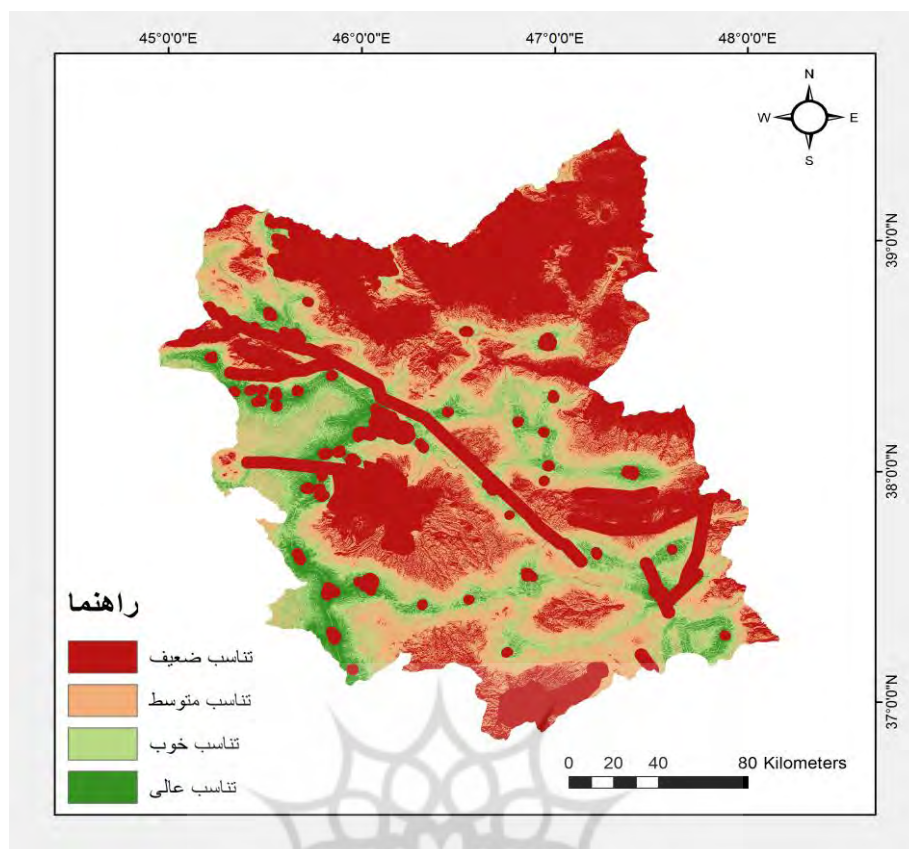 45°0'0"E 46°0'0"E 47°0'0"E 48°0'0"E
N
W E
S
39°0'0"N
38°0'0"N
37°0'0"N
راهنما
تناسب ضعیف
تناسب متوسط
تناسب خوب
تناسب عالی
0 20 40 80 Kilometers